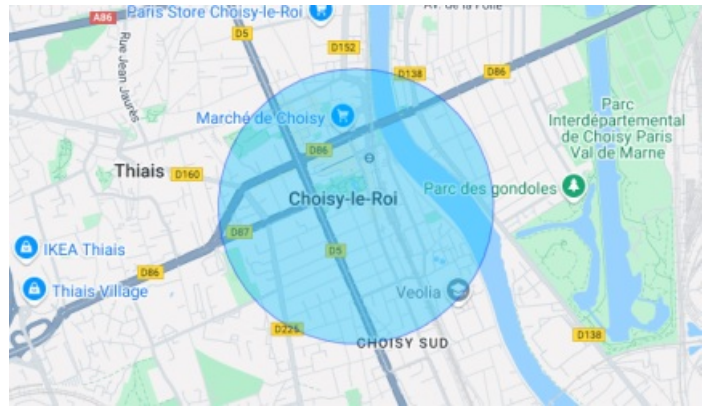 Paris Store Choisy-le-Roi
Av. de la Folie
A86
D5
D152
Rue Jean Jaurès
D138
D86
Marché de Choisy
Parc
Interdépartemental
de Choisy Paris
Val de Marne
D86
Thiais
D160
Parc des gondoles
Choisy-le-Roi
D87
IKEA Thiais
D5
D86
Thiais Village
Veolia
D225
D138
CHOISY SUD